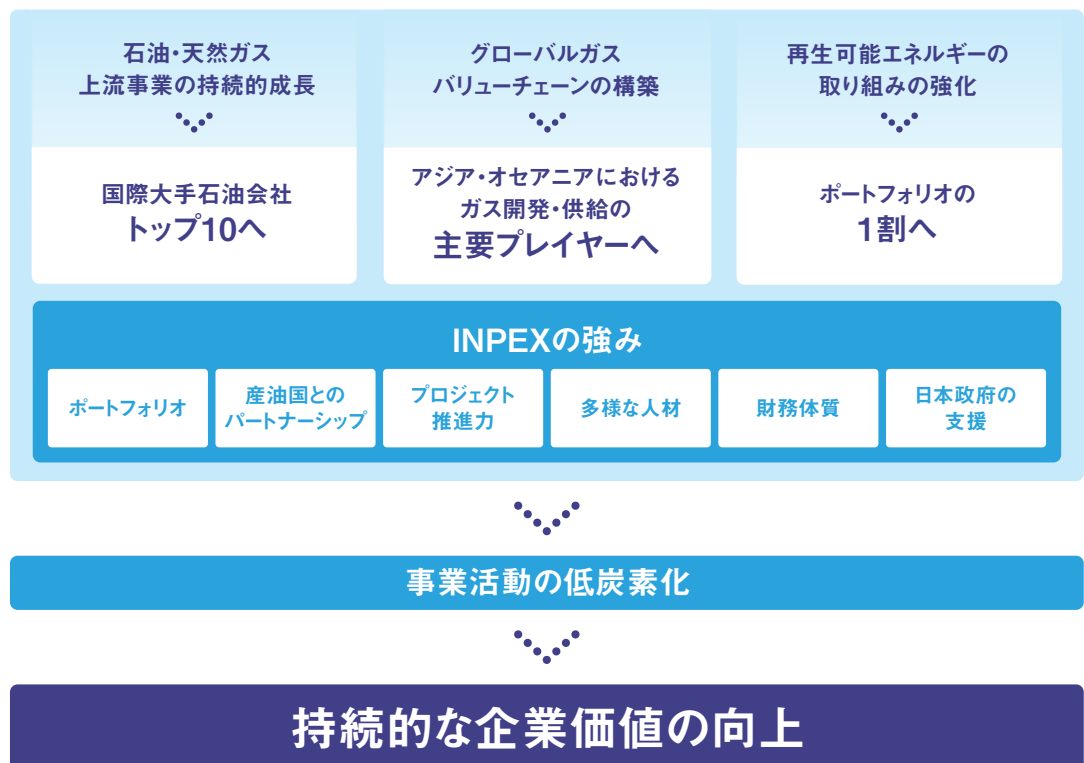 石油・天然ガス
上流事業の持続的成長
国際大手石油会社
トップ10へ
グローバルガス
バリューチェーンの構築
アジア・オセアニアにおける
ガス開発・供給の
主要プレイヤーへ
再生可能エネルギーの
取り組みの強化
ポートフォリオの
1割へ
INPEXの強み
ポートフォリオ
産油国との
パートナーシップ
プロジェクト
推進力
多様な人材
財務体質
日本政府の
支援
事業活動の低炭素化
持続的な企業価値の向上